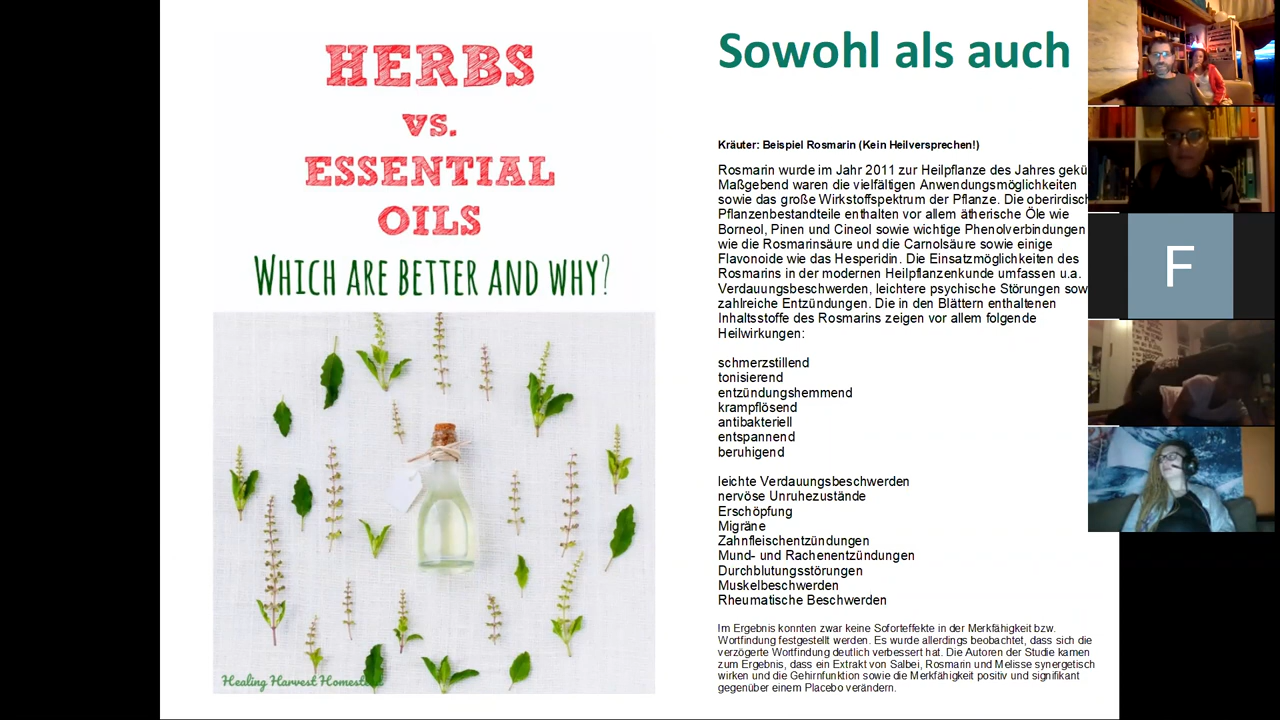 HERBS
vs.
ESSENTIAL
OILS
WHICH ARE BETTER AND WHY?
Healing Harvest
Sowohl als auch
Kräuter: Beispiel Rosmarin (Kein Heilversprechen!)
Rosmarin wurde im Jahr 2011 zur Heilpflanze des Jahres
Maßgebend waren die vielfältigen Anwendungsmöglichkeiten
sowie das große Wirkstoffspektrum der Pflanze. Die
Pflanzenbestandteile enthalten vor allem ätherische Öle wie
Borneol, Pinen und Cineol sowie wichtige Phenolverbindungen
wie die Rosmarinsäure und die Carnolsäure sowie einige
Flavonoide wie das Hesperidin. Die Einsatzmöglichkeiten des
Rosmarins in der modernen Heilpflanzenkunde umfassen u.a.
Verdauungsbeschwerden, leichtere psychische Störungen
zahlreiche Entzündungen. Die in den Blättern enthaltenen
Inhaltsstoffe des Rosmarins zeigen vor allem folgende
Heilwirkungen:
schmerzstillend
tonisierend
entzündungshemmend
krampflösend
antibakteriell
entspannend
beruhigend
leichte Verdauungsbeschwerden
nervöse Unruhezustände
Erschöpfung
Migräne
Zahnfleischentzündungen
Mund- und Rachenentzündungen
Durchblutungsstörungen
Muskelbeschwerden
Rheumatische Beschwerden
Im Ergebnis konnten zwar keine Soforteffekte in der Merkfähigkeit bzw.
Wortfindung festgestellt werden. Es wurde allerdings beobachtet, dass sich die
verzögerte Wortfindung deutlich verbessert hat. Die Autoren der Studie kamen
zum Ergebnis, dass ein Extrakt von Salbei, Rosmarin und Melisse synergetisch
wirken und die Gehirnfunktion sowie die Merkfähigkeit positiv und signifikant
gegenüber einem Placebo verändern.
F